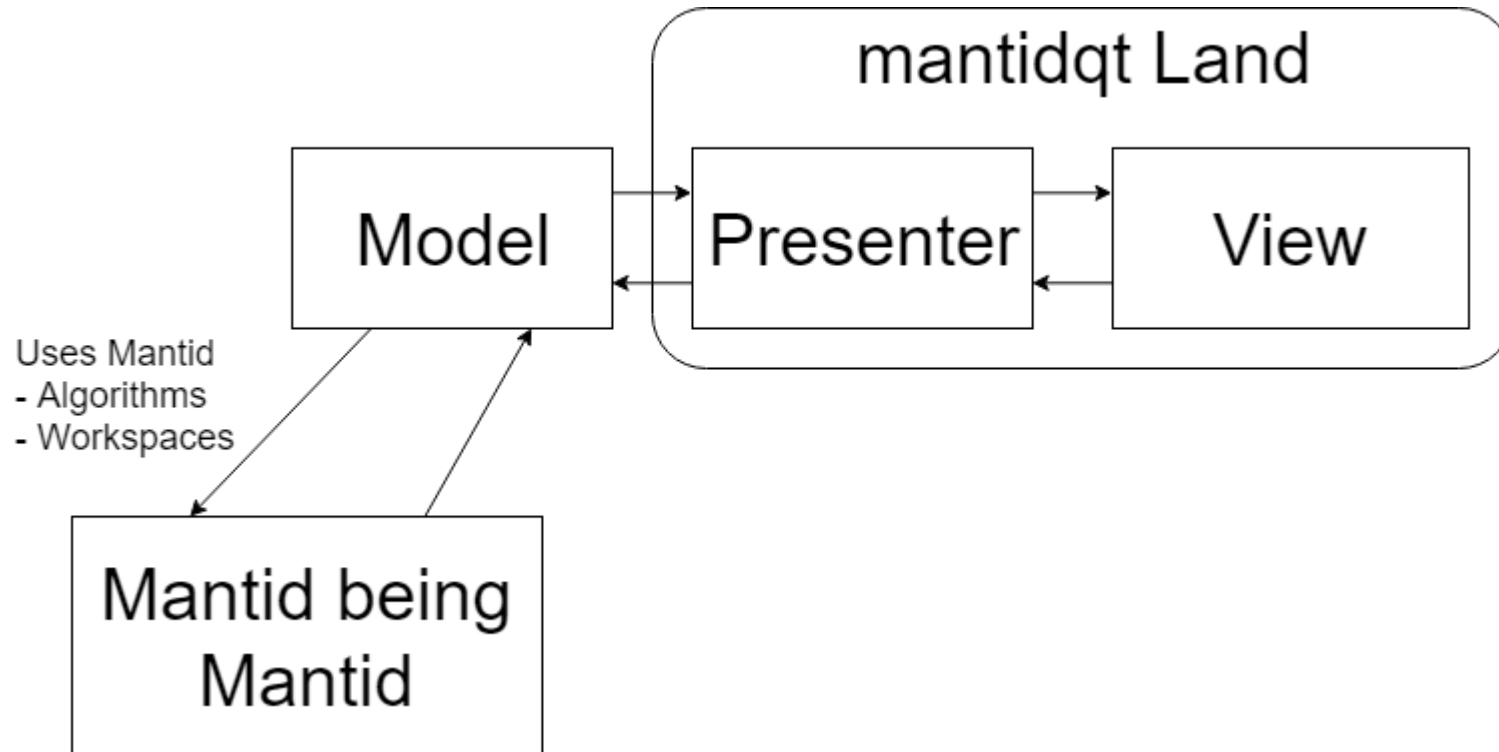 mantidqt Land
Model
Presenter
View
Uses Mantid
- Algorithms
- Workspaces
Mantid being
Mantid